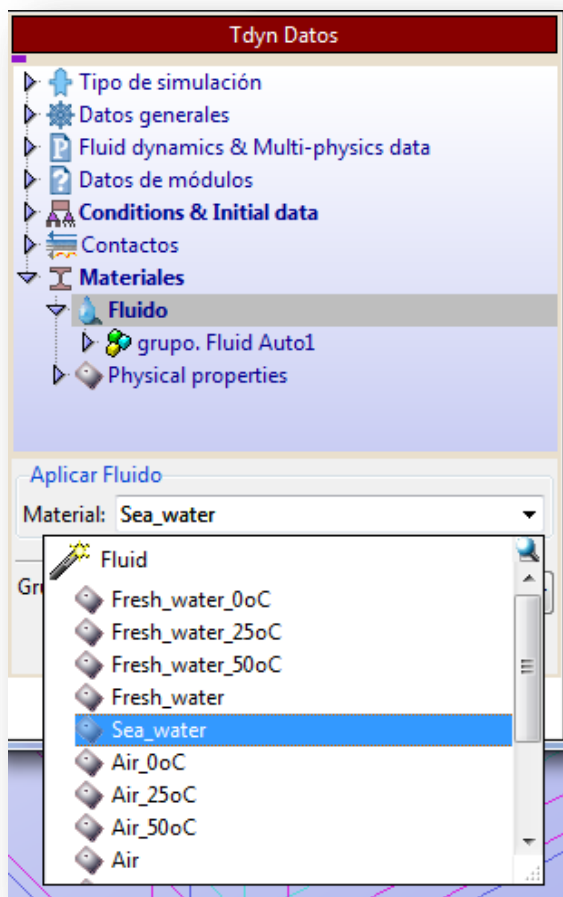 Tdyn Datos
Tipo de simulación
Datos generales
Fluid dynamics & Multi-physics data
Datos de módulos
Conditions & Initial data
Contactos
Materiales
Fluido
grupo. Fluid Auto1
Physical properties
Aplicar Fluido
Material: Sea_water
Fluid
Gru
Fresh_water_0oC
Fresh_water_25oC
Fresh_water_50oC
Fresh_water
Sea_water
Air_0oC
Air_25oC
Air_50oC
Air